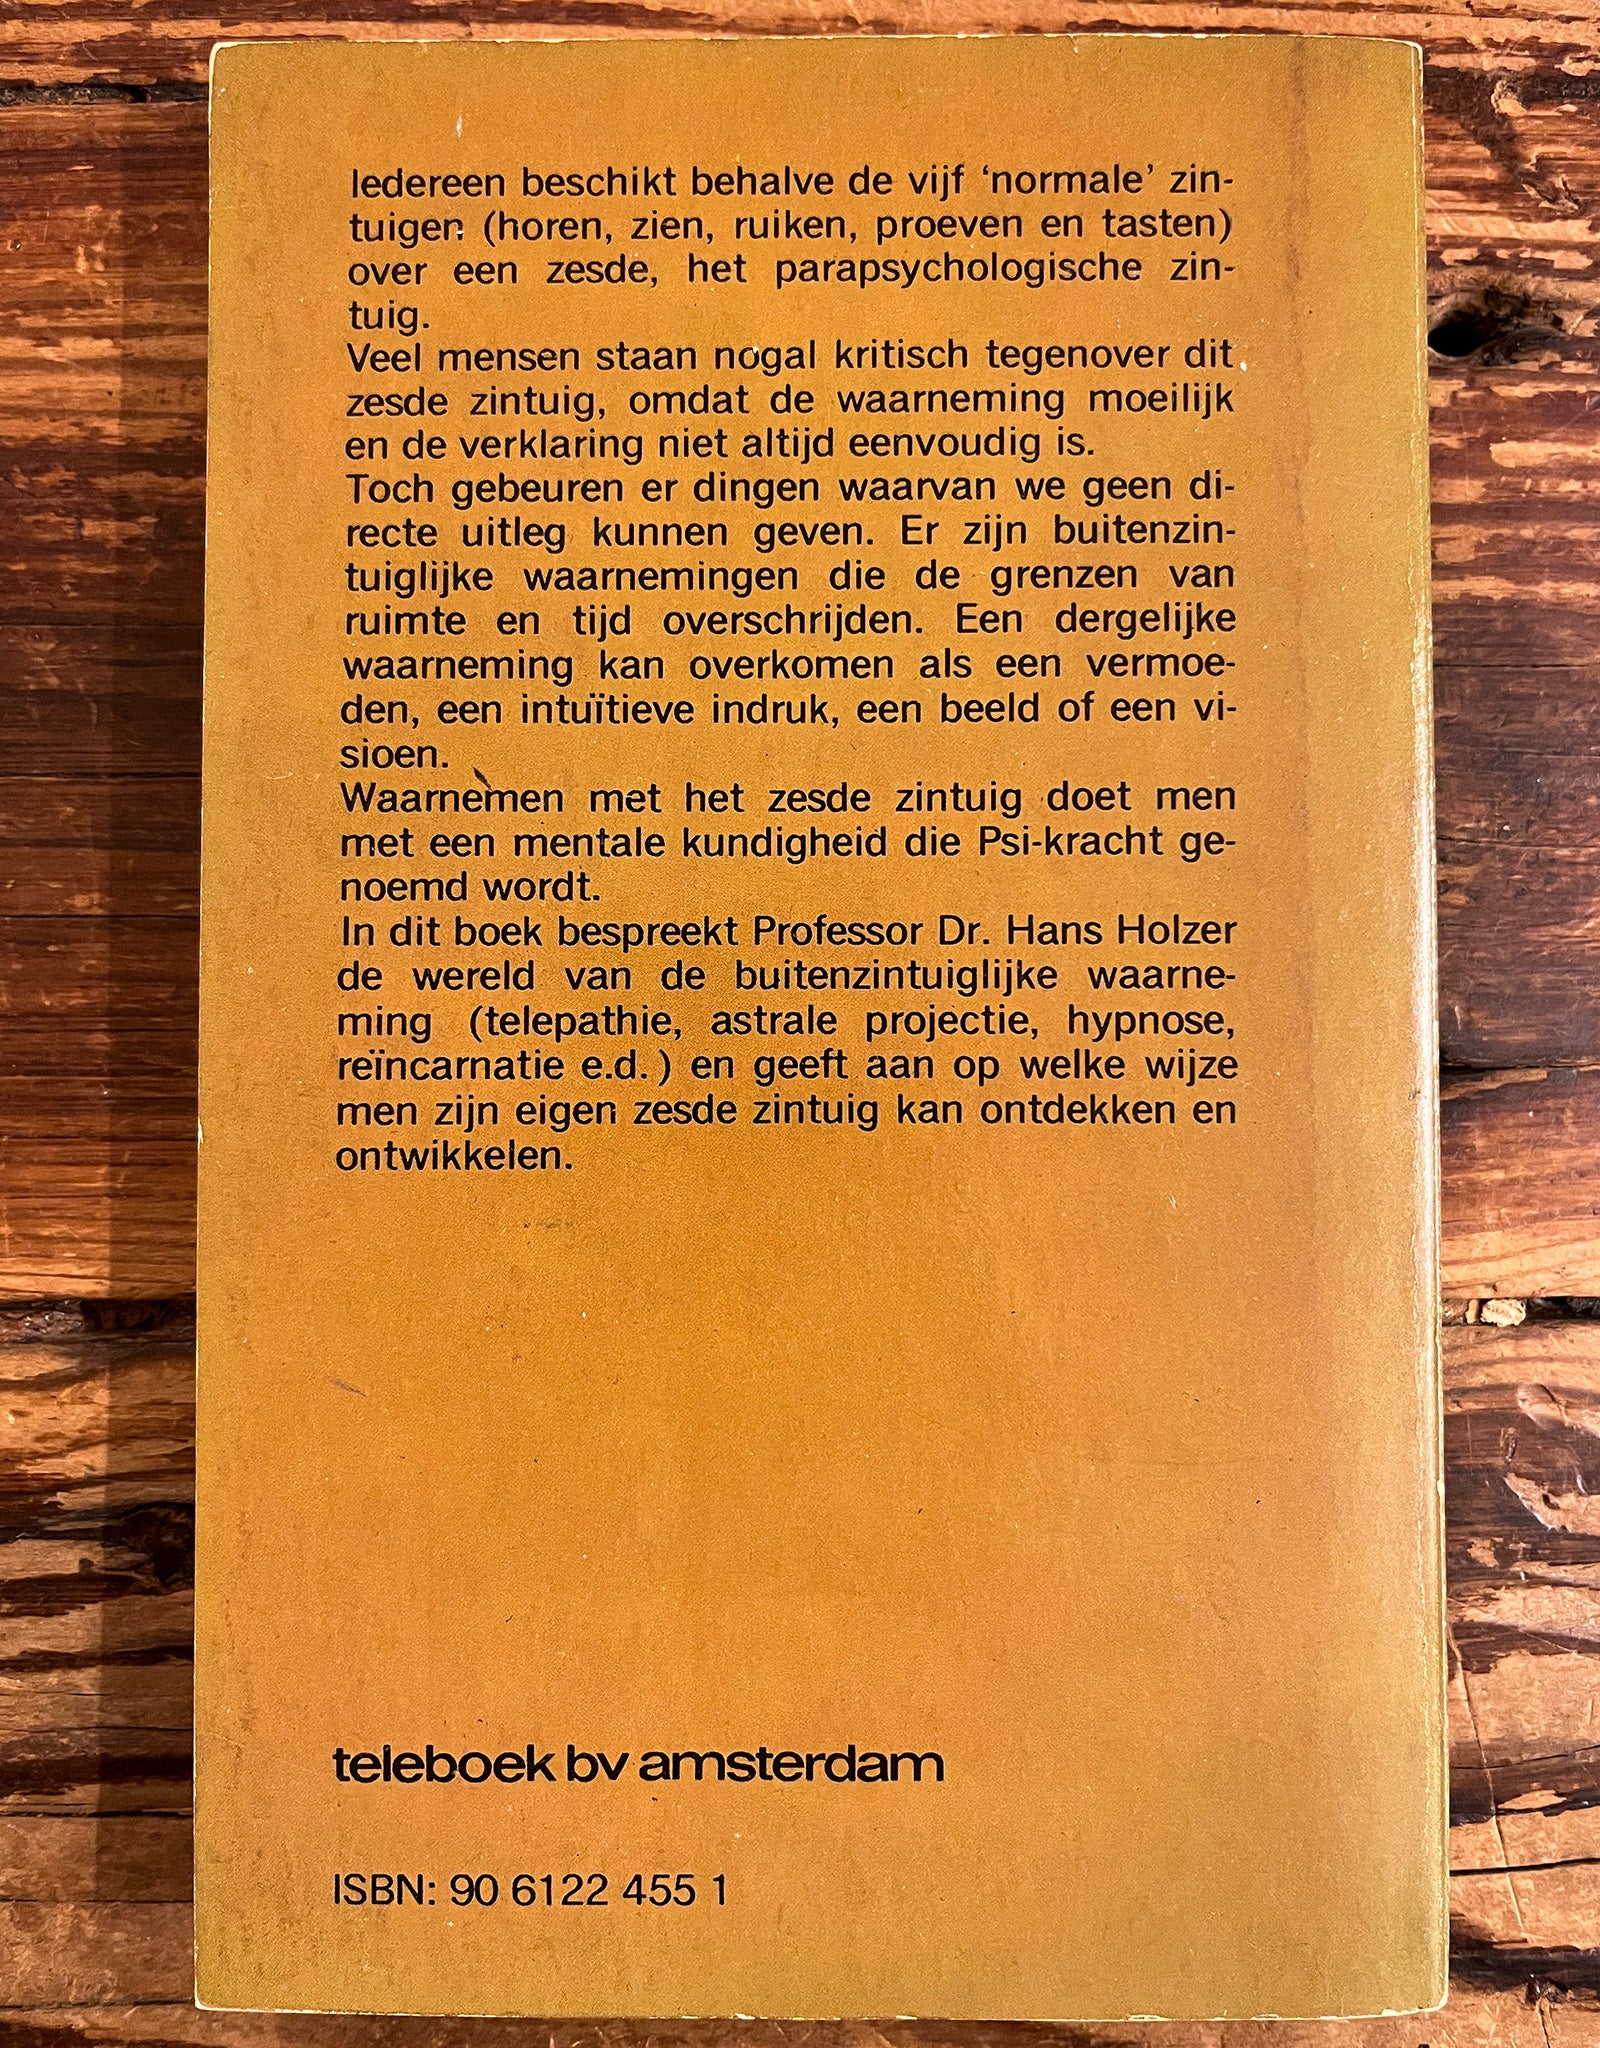 Iedereen beschikt behalve de vijf ‘normale’ zin-
tuigen (horen, zien, ruiken, proeven en tasten)
over een zesde, het parapsychologische zin-
tuig.
Veel mensen staan nogal kritisch tegenover dit
zesde zintuig, omdat de waarneming moeilijk
en de verklaring niet altijd eenvoudig is.
Toch gebeuren er dingen waarvan we geen di-
recte uitleg kunnen geven. Er zijn buitenzin-
tuiglijke waarnemingen die de grenzen van
ruimte en tijd overschrijden. Een dergelijke
waarneming kan overkomen als een vermoe-
den, een intuïtieve indruk, een beeld of een vi-
sioen.
Waarnemen met het zesde zintuig doet men
met een mentale kundigheid die Psi-kracht ge-
noemd wordt.
In dit boek bespreekt Professor Dr. Hans Holzer
de wereld van de buitenzintuiglijke waarne-
ming (telepathie, astrale projectie, hypnose,
reïncarnatie e.d.) en geeft aan op welke wijze
men zijn eigen zesde zintuig kan ontdekken en
ontwikkelen.
teleboek bv amsterdam
ISBN: 90 6122 455 1